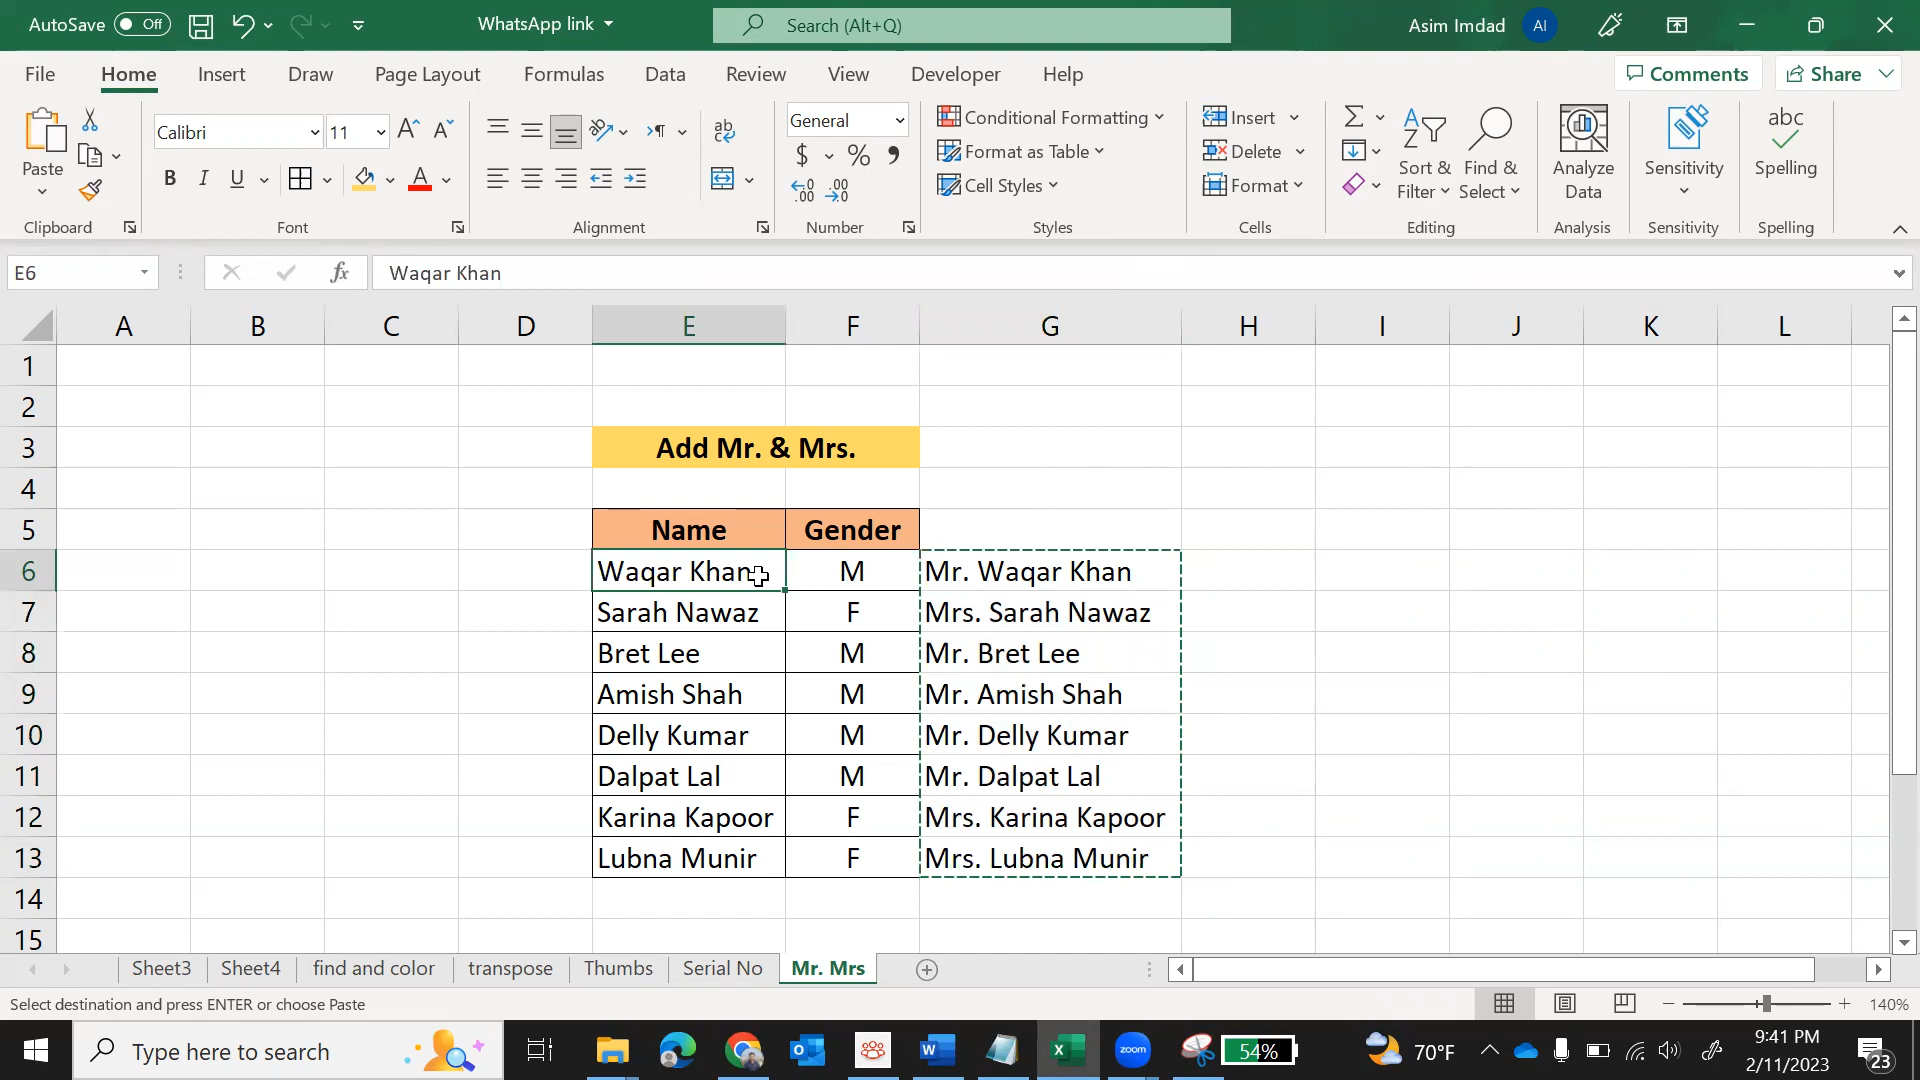 AutoSave Off WhatsApp link Search (Alt+Q) Asim Imdad AI
File Home Insert Draw Page Layout Formulas Data Review View Developer Help Comments Share
Paste
Clipboard
Calibri 11
B I U A
Font
ab
Alignment
General
$ % ,
Number
Conditional Formatting
Format as Table
Cell Styles
Styles
Insert
Delete
Format
Cells
Sort & Filter
Find & Select
Editing
Analyze Data
Analysis
Sensitivity
Sensitivity
abc
Spelling
Spelling
E6 fx Waqar Khan
A B C D E F G H I J K L
1
2
3 Add Mr. & Mrs.
4
5 Name Gender
6 Waqar Khan M Mr. Waqar Khan
7 Sarah Nawaz F Mrs. Sarah Nawaz
8 Bret Lee M Mr. Bret Lee
9 Amish Shah M Mr. Amish Shah
10 Delly Kumar M Mr. Delly Kumar
11 Dalpat Lal M Mr. Dalpat Lal
12 Karina Kapoor F Mrs. Karina Kapoor
13 Lubna Munir F Mrs. Lubna Munir
14
15
Sheet3 Sheet4 find and color transpose Thumbs Serial No Mr. Mrs
Select destination and press ENTER or choose Paste 140%
Type here to search zoom 54% 70°F 9:41 PM
2/11/2023 23